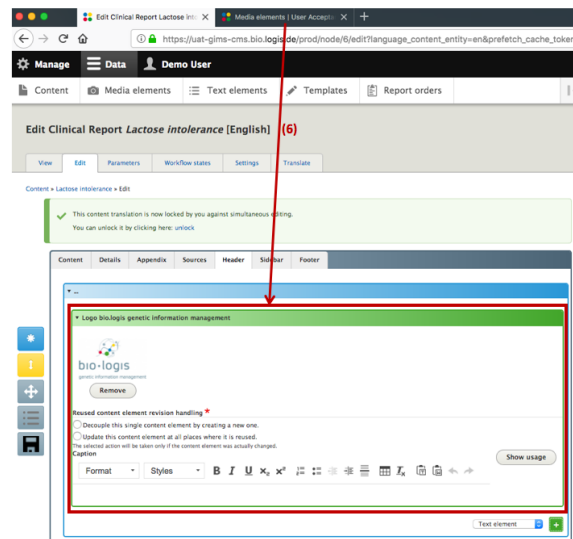 Edit Clinical Report Lactose into
Media elements | User Accepta
https://uat-gims-cms.bio.logis.de/prod/node/6/edit?language_content_entity=en&prefetch_cache_token
Manage
Data
Demo User
Content
Media elements
Text elements
Templates
Report orders
Edit Clinical Report Lactose intolerance [English] (6)
View
Edit
Parameters
Workflow states
Settings
Translate
Content » Lactose intolerance » Edit
This content translation is now locked by you against simultaneous editing.
You can unlock it by clicking here: unlock
Content
Details
Appendix
Sources
Header
Sidebar
Footer
...
Logo bio.logis genetic information management
bio·logis
genetic information management
Remove
Reused content element revision handling *
Decouple this single content element by creating a new one.
Update this content element at all places where it is reused.
The selected action will be taken only if the content element was actually changed.
Show usage
Caption
Format
Styles
B I U x₂ x²
Text element